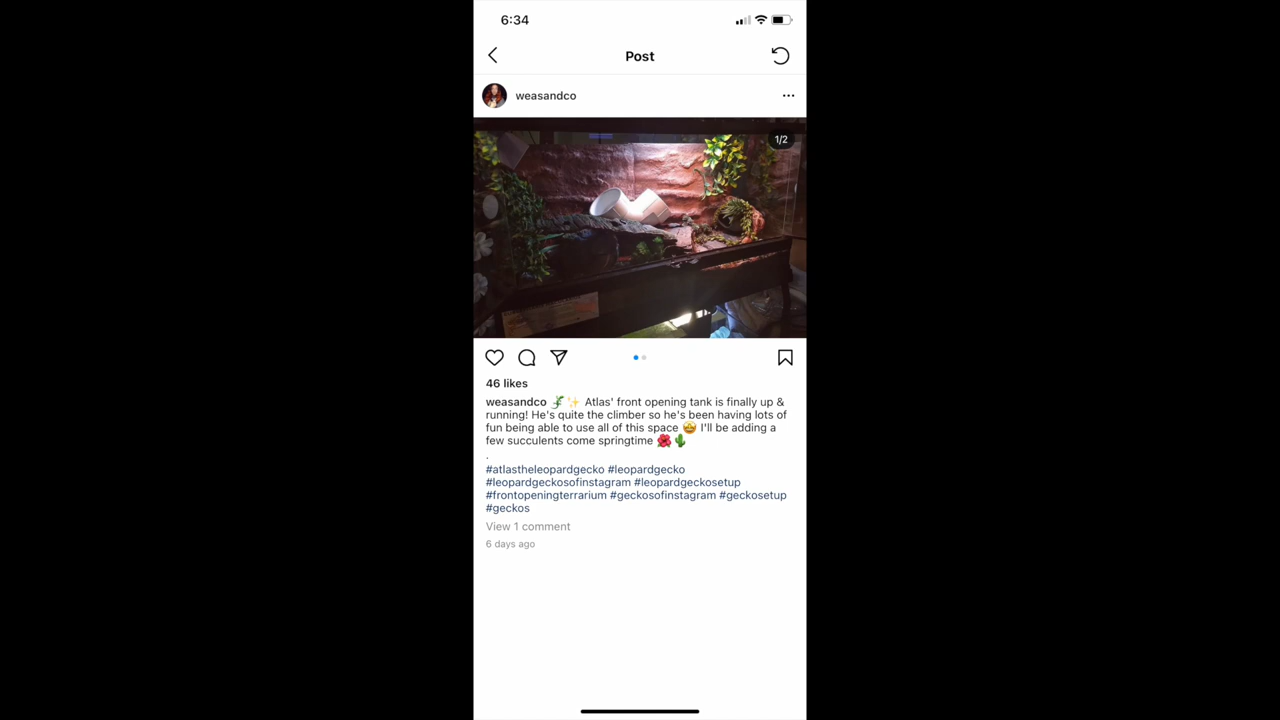 6:34
Post
weasandco
1/2
46 likes
weasandco 🦎✨ Atlas' front opening tank is finally up &
running! He's quite the climber so he's been having lots of
fun being able to use all of this space 🤩 I'll be adding a
few succulents come springtime 🌺🌵
.
#atlastheleopardgecko #leopardgecko
#leopardgeckosofinstagram #leopardgeckosetup
#frontopeningterrarium #geckosofinstagram #geckosetup
#geckos
View 1 comment
6 days ago